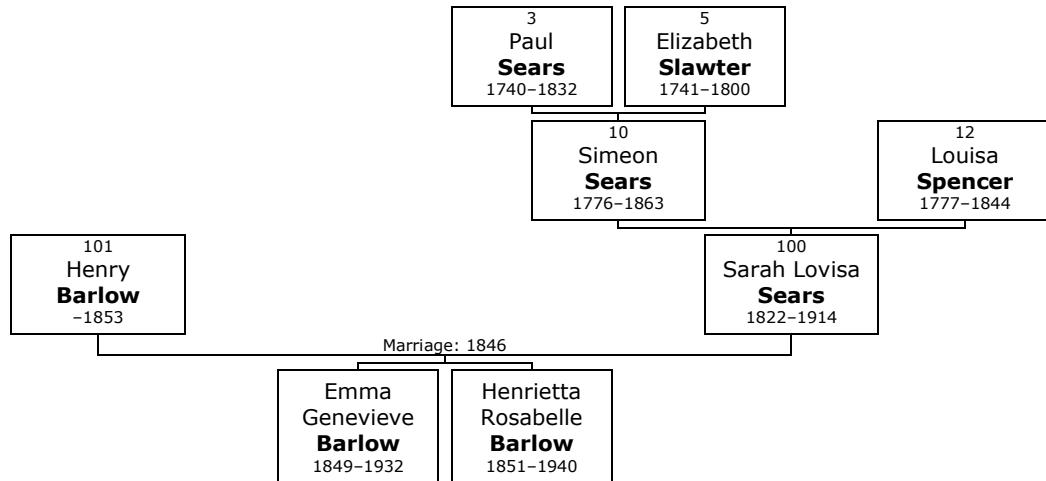 3
Paul
Sears
1740–1832
5
Elizabeth
Slawter
1741–1800
10
Simeon
Sears
1776–1863
12
Louisa
Spencer
1777–1844
101
Henry
Barlow
–1853
100
Sarah Lovisa
Sears
1822–1914
Marriage: 1846
Emma
Genevieve
Barlow
1849–1932
Henrietta
Rosabelle
Barlow
1851–1940